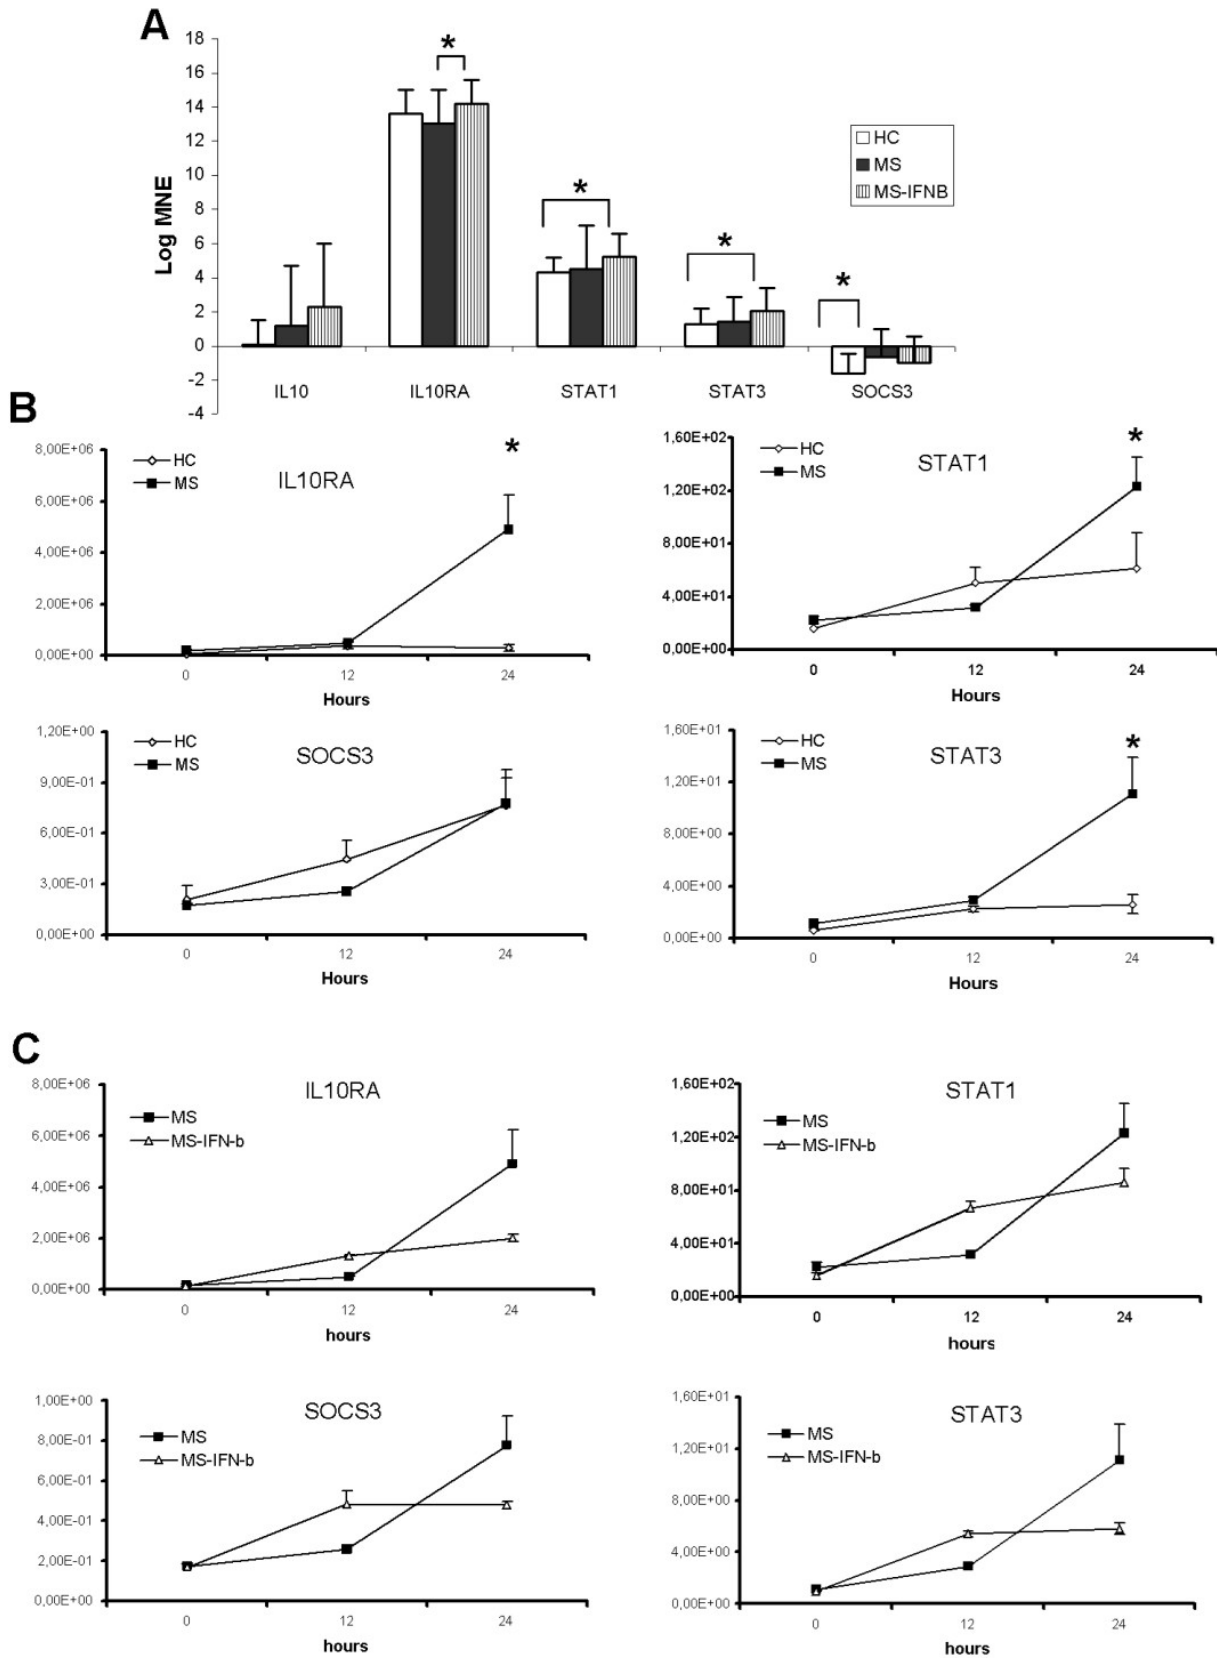 A
18
16
14
12
10
8
6
4
2
0
-2
-4
Log MNE
*
*
*
*
HC
MS
MS-IFNB
IL10 IL10RA STAT1 STAT3 SOCS3
B
8,00E+06
6,00E+06
4,00E+06
2,00E+06
0,00E+00
HC
MS
IL10RA
*
0 12 24
Hours
1,60E+02
1,20E+02
8,00E+01
4,00E+01
0,00E+00
HC
MS
STAT1
*
0 12 24
Hours
1,20E+00
9,00E-01
6,00E-01
3,00E-01
0,00E+00
HC
MS
SOCS3
0 12 24
Hours
1,60E+01
1,20E+01
8,00E+00
4,00E+00
0,00E+00
HC
MS
STAT3
*
0 12 24
Hours
C
8,00E+06
6,00E+06
4,00E+06
2,00E+06
0,00E+00
IL10RA
MS
MS-IFN-b
0 12 24
hours
1,60E+02
1,20E+02
8,00E+01
4,00E+01
0,00E+00
STAT1
MS
MS-IFN-b
0 12 24
hours
1,00E+00
8,00E-01
6,00E-01
4,00E-01
2,00E-01
0,00E+00
SOCS3
MS
MS-IFN-b
0 12 24
hours
1,60E+01
1,20E+01
8,00E+00
4,00E+00
0,00E+00
STAT3
MS
MS-IFN-b
0 12 24
hours